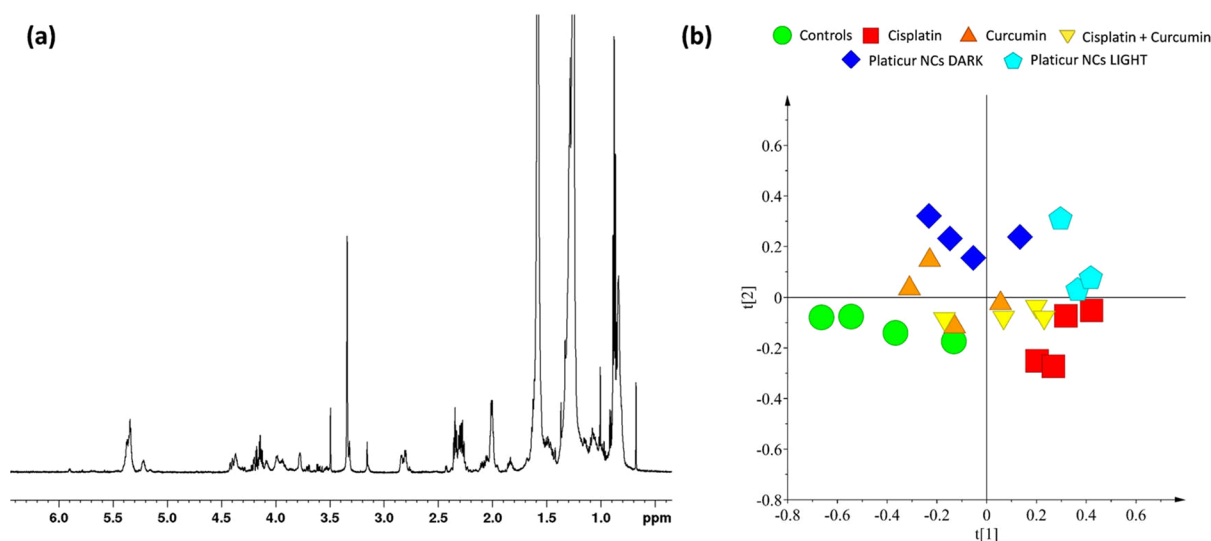 (a)
6.0 5.5 5.0 4.5 4.0 3.5 3.0 2.5 2.0 1.5 1.0 ppm
(b)
Controls Cisplatin Curcumin Cisplatin + Curcumin
Platicur NCs DARK Platicur NCs LIGHT
0.6
0.4
0.2
0
-0.2
-0.4
-0.6
-0.8
t[2]
-0.8 -0.6 -0.4 -0.2 0 0.2 0.4 0.6
t[1]